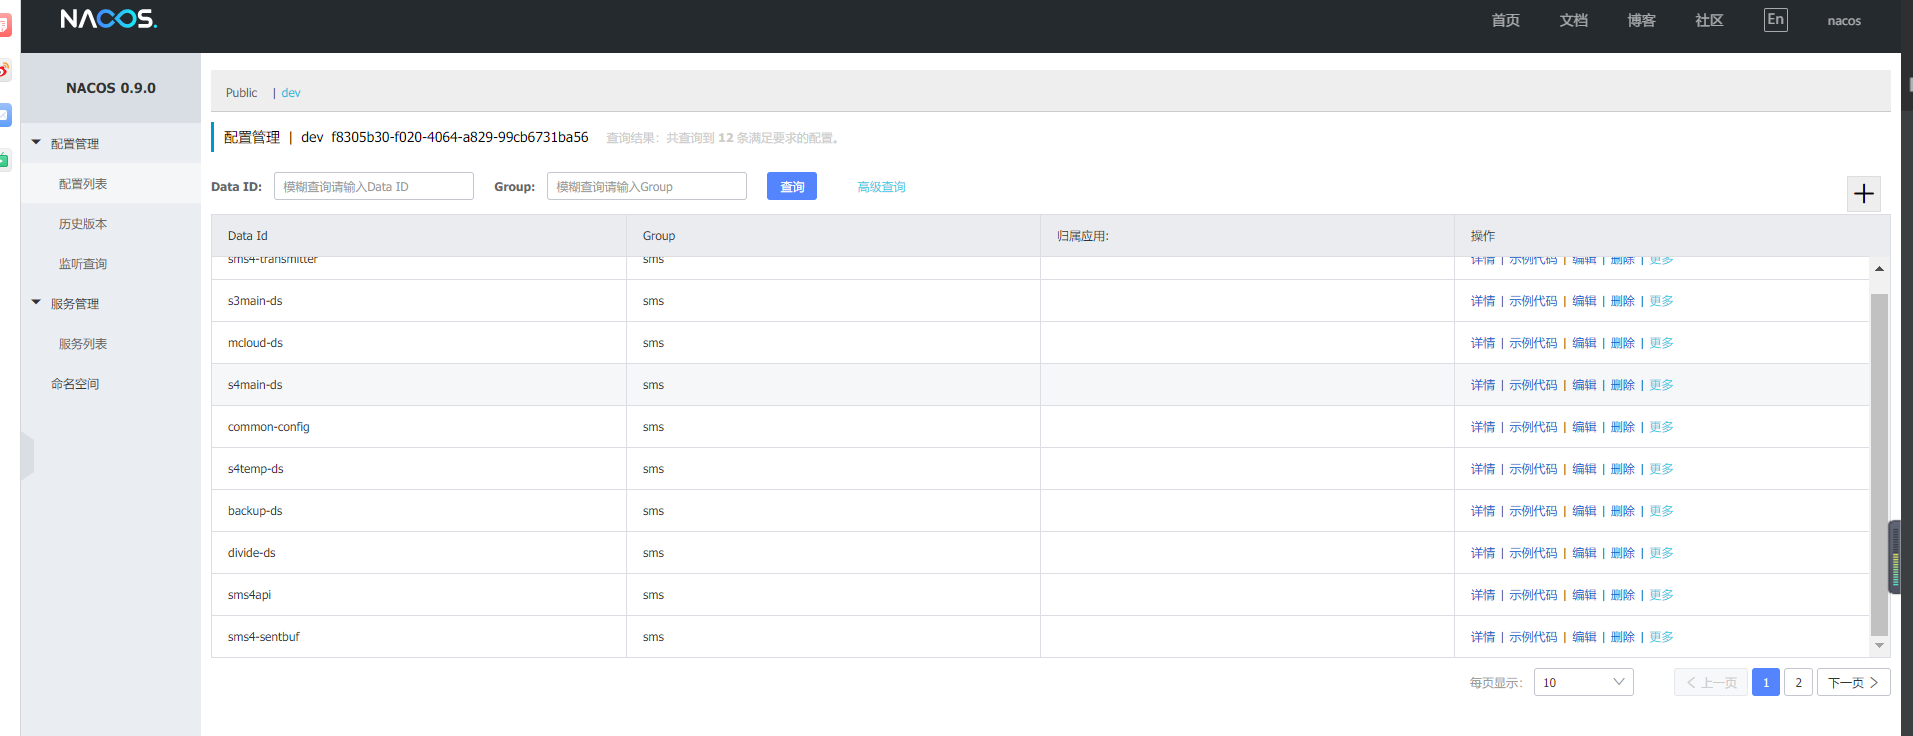 NACOS.
首页 文档 博客 社区 En nacos
NACOS 0.9.0
配置管理
配置列表
历史版本
监听查询
服务管理
服务列表
命名空间
Public | dev
配置管理 | dev f8305b30-f020-4064-a829-99cb6731ba56 查询结果：共查询到 12 条满足要求的配置。
Data ID: 模糊查询请输入Data ID Group: 模糊查询请输入Group 查询 高级查询
Data Id Group 归属应用: 操作
sms4-transmitter sms 详情 | 示例代码 | 编辑 | 删除 | 更多
s3main-ds sms 详情 | 示例代码 | 编辑 | 删除 | 更多
mcloud-ds sms 详情 | 示例代码 | 编辑 | 删除 | 更多
s4main-ds sms 详情 | 示例代码 | 编辑 | 删除 | 更多
common-config sms 详情 | 示例代码 | 编辑 | 删除 | 更多
s4temp-ds sms 详情 | 示例代码 | 编辑 | 删除 | 更多
backup-ds sms 详情 | 示例代码 | 编辑 | 删除 | 更多
divide-ds sms 详情 | 示例代码 | 编辑 | 删除 | 更多
sms4api sms 详情 | 示例代码 | 编辑 | 删除 | 更多
sms4-sentbuf sms 详情 | 示例代码 | 编辑 | 删除 | 更多
每页显示： 10 上一页 1 2 下一页